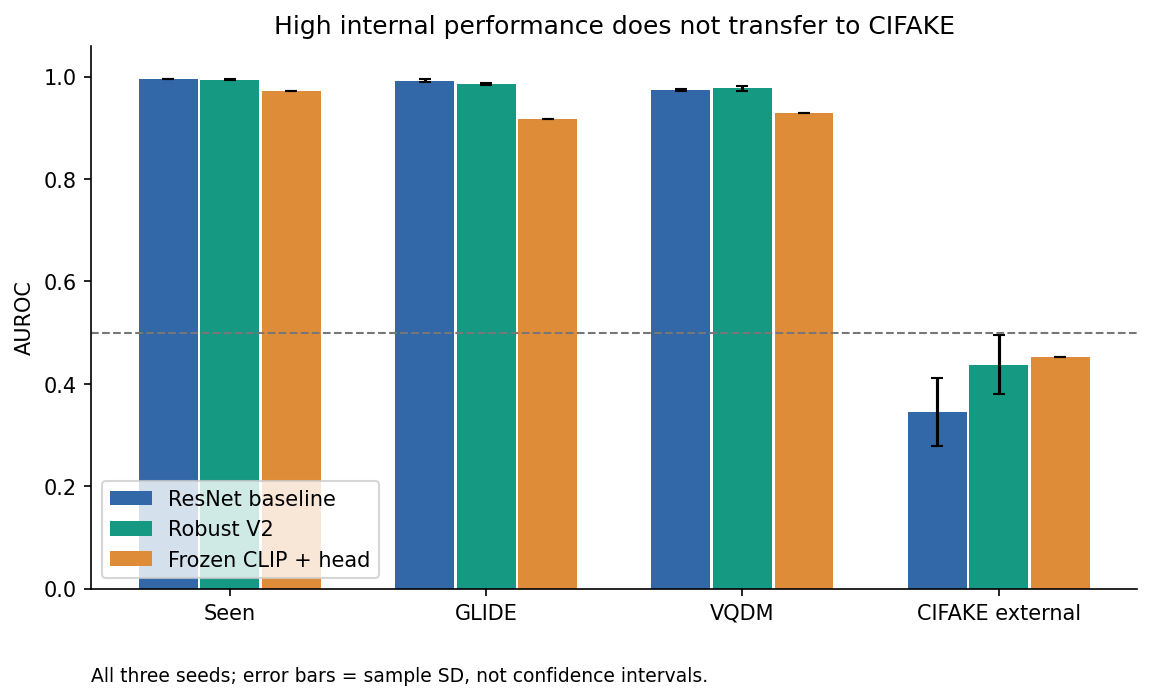 High internal performance does not transfer to CIFAKE
AUROC
1.0
0.8
0.6
0.4
0.2
0.0
ResNet baseline
Robust V2
Frozen CLIP + head
Seen
GLIDE
VQDM
CIFAKE external
All three seeds; error bars = sample SD, not confidence intervals.